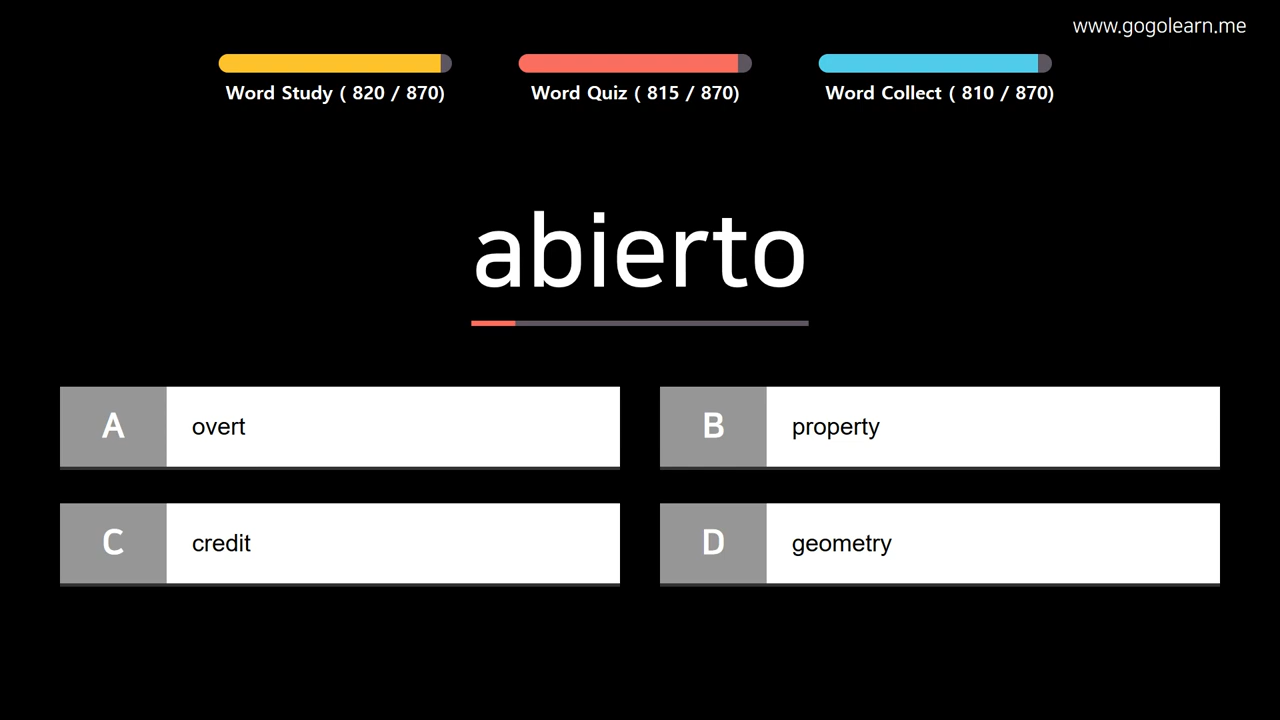 www.gogolearn.me
Word Study ( 820 / 870)
Word Quiz ( 815 / 870)
Word Collect ( 810 / 870)
abierto
A overt
B property
C credit
D geometry